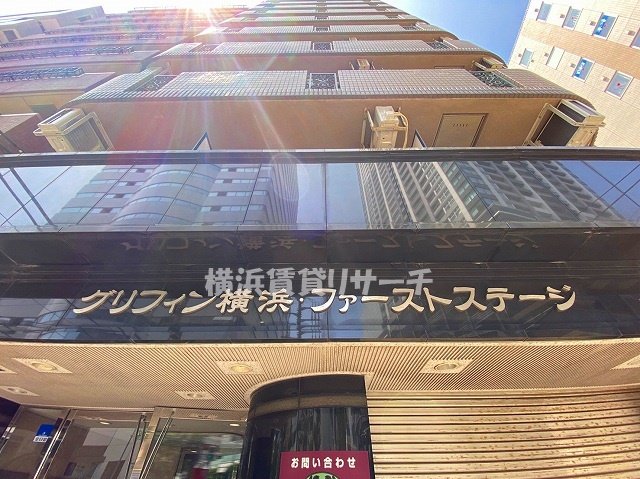 横浜賃貸リサーチ
グリフィン横浜・ファーストステージ
お問い合わせ